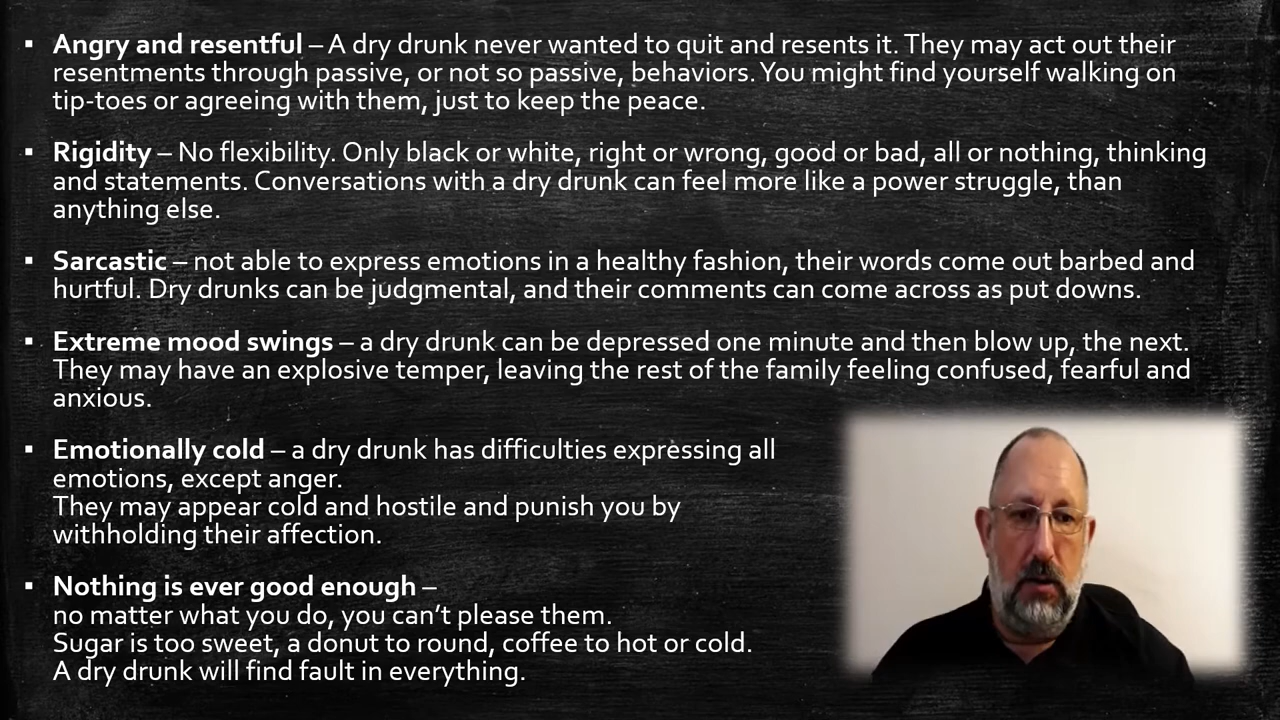 ▪ Angry and resentful – A dry drunk never wanted to quit and resents it. They may act out their
resentments through passive, or not so passive, behaviors. You might find yourself walking on
tip-toes or agreeing with them, just to keep the peace.
▪ Rigidity – No flexibility. Only black or white, right or wrong, good or bad, all or nothing, thinking
and statements. Conversations with a dry drunk can feel more like a power struggle, than
anything else.
▪ Sarcastic – not able to express emotions in a healthy fashion, their words come out barbed and
hurtful. Dry drunks can be judgmental, and their comments can come across as put downs.
▪ Extreme mood swings – a dry drunk can be depressed one minute and then blow up, the next.
They may have an explosive temper, leaving the rest of the family feeling confused, fearful and
anxious.
▪ Emotionally cold – a dry drunk has difficulties expressing all
emotions, except anger.
They may appear cold and hostile and punish you by
withholding their affection.
▪ Nothing is ever good enough –
no matter what you do, you can’t please them.
Sugar is too sweet, a donut to round, coffee to hot or cold.
A dry drunk will find fault in everything.